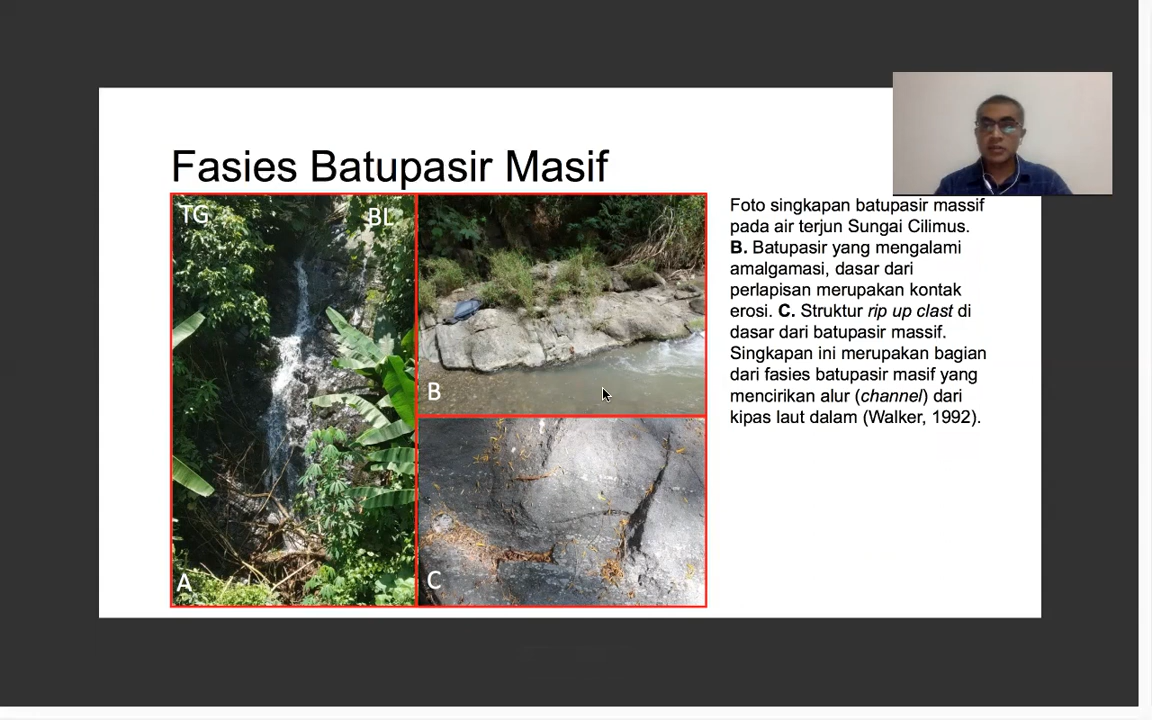 Fasies Batupasir Masif
TG
BL
A
B
C
Foto singkapan batupasir massif
pada air terjun Sungai Cilimus.
B. Batupasir yang mengalami
amalgamasi, dasar dari
perlapisan merupakan kontak
erosi. C. Struktur rip up clast di
dasar dari batupasir massif.
Singkapan ini merupakan bagian
dari fasies batupasir masif yang
mencirikan alur (channel) dari
kipas laut dalam (Walker, 1992).